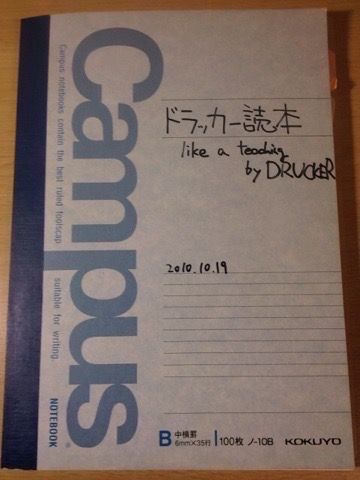 Campus
Campus notebooks contain the best ruled foolscap suitable for writing.
NOTEBOOK
ドラッカー読本
like a teaching
by DRUCKER
2010.10.19
B 中横罫
6mm×35行
100枚 ノ-10B
KOKUYO